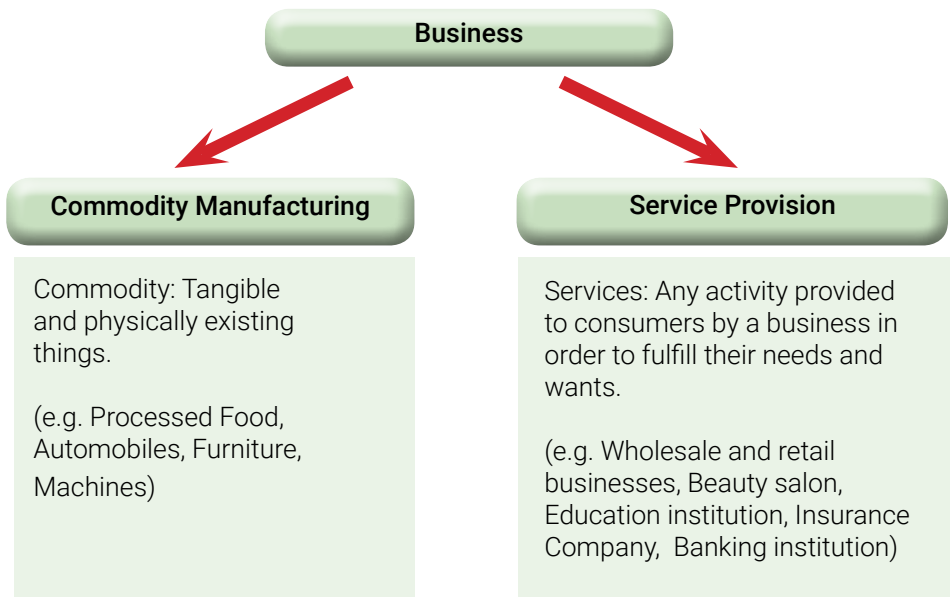 Business
Commodity Manufacturing
Commodity: Tangible
and physically existing
things.
(e.g. Processed Food,
Automobiles, Furniture,
Machines)
Service Provision
Services: Any activity provided
to consumers by a business in
order to fulfill their needs and
wants.
(e.g. Wholesale and retail
businesses, Beauty salon,
Education institution, Insurance
Company, Banking institution)